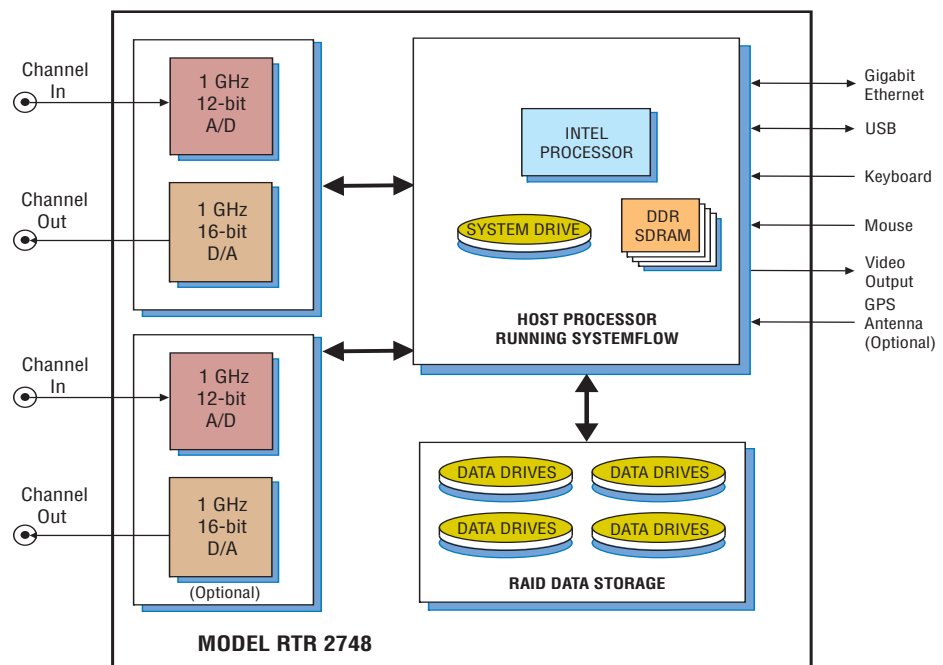 Channel
In
1 GHz
12-bit
A/D
Channel
Out
1 GHz
16-bit
D/A
Channel
In
1 GHz
12-bit
A/D
Channel
Out
1 GHz
16-bit
D/A
(Optional)
INTEL
PROCESSOR
SYSTEM DRIVE
DDR
SDRAM
HOST PROCESSOR
RUNNING SYSTEMFLOW
Gigabit
Ethernet
USB
Keyboard
Mouse
Video
Output
GPS
Antenna
(Optional)
DATA DRIVES
DATA DRIVES
DATA DRIVES
DATA DRIVES
RAID DATA STORAGE
MODEL RTR 2748